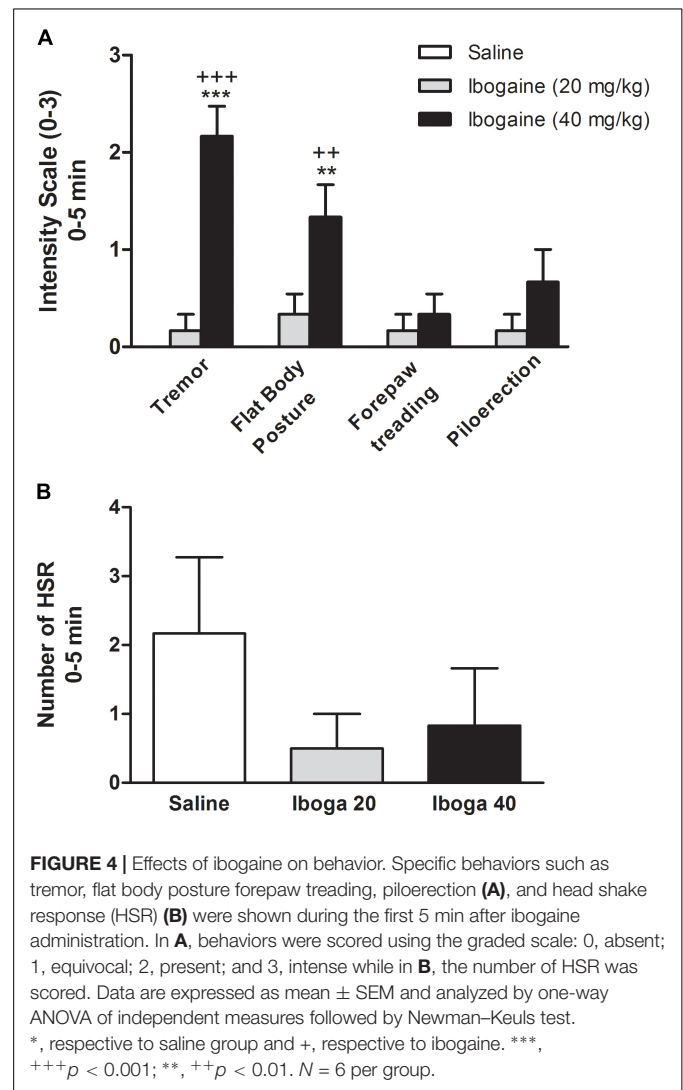 A
3
2
1
0
Intensity Scale (0-3)
0-5 min
+++
***
++
**
Saline
Ibogaine (20 mg/kg)
Ibogaine (40 mg/kg)
Tremor
Flat Body
Posture
Forepaw
treading
Piloerection
B
4
3
2
1
0
Number of HSR
0-5 min
Saline
Iboga 20
Iboga 40
FIGURE 4 | Effects of ibogaine on behavior. Specific behaviors such as
tremor, flat body posture forepaw treading, piloerection (A), and head shake
response (HSR) (B) were shown during the first 5 min after ibogaine
administration. In A, behaviors were scored using the graded scale: 0, absent;
1, equivocal; 2, present; and 3, intense while in B, the number of HSR was
scored. Data are expressed as mean ± SEM and analyzed by one-way
ANOVA of independent measures followed by Newman–Keuls test.
*, respective to saline group and +, respective to ibogaine. ***,
+++p < 0.001; **, ++p < 0.01. N = 6 per group.